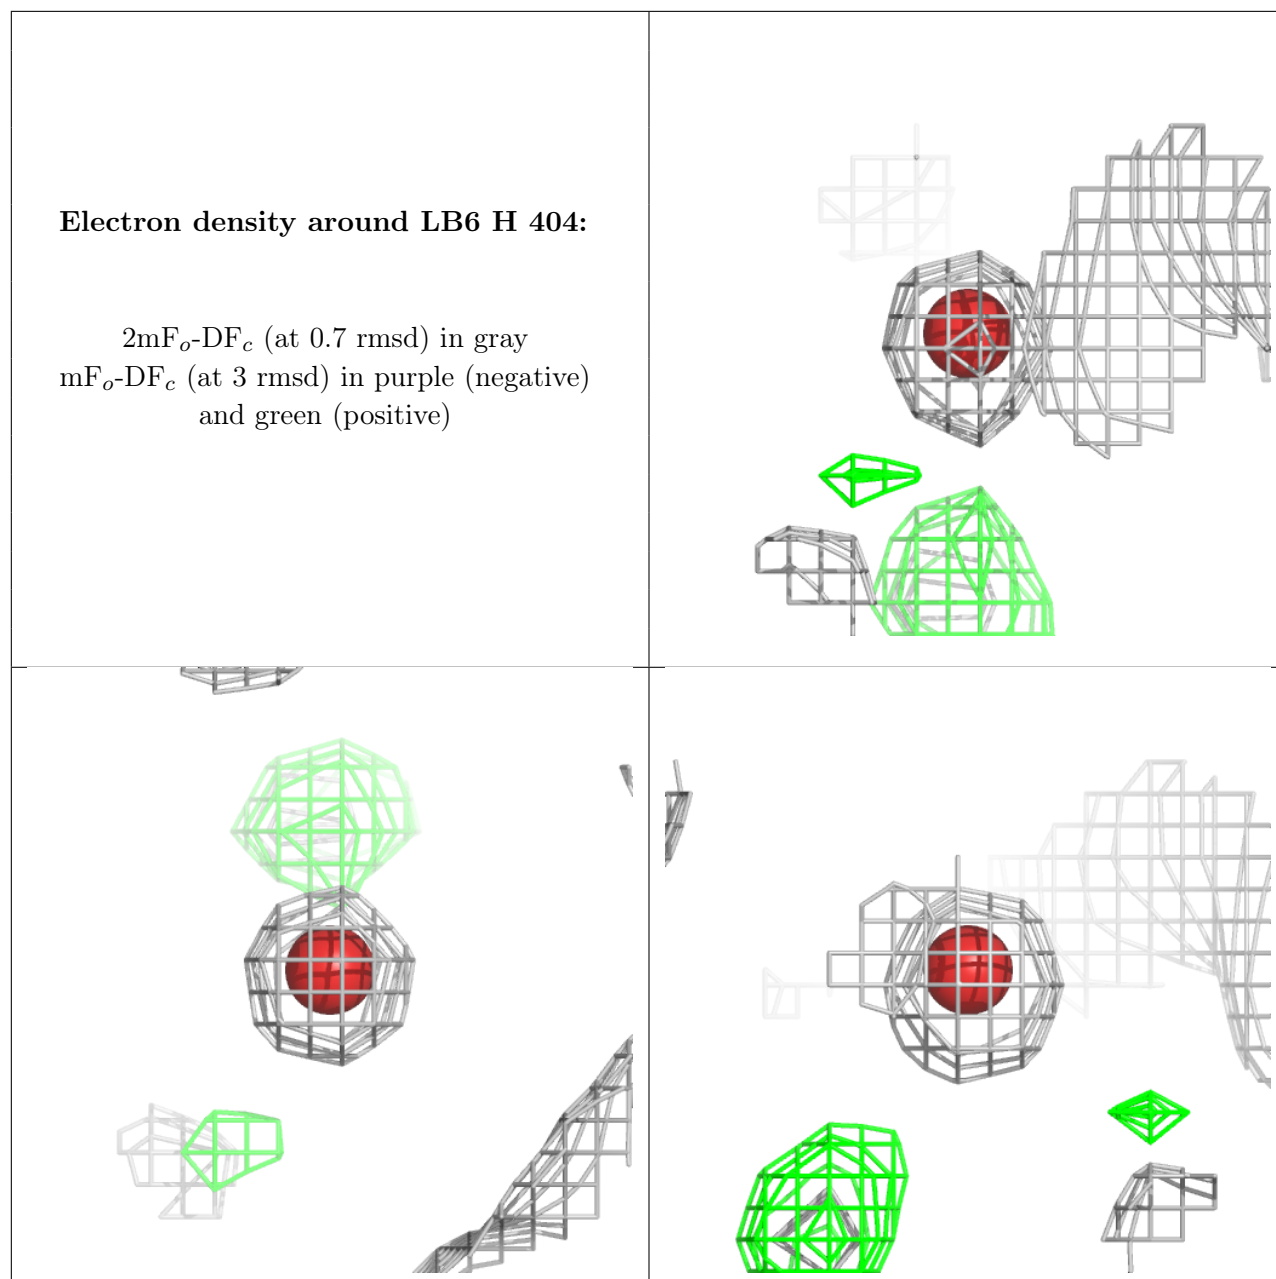 Electron density around LB6 H 404:
2mFo-DFc (at 0.7 rmsd) in gray
mFo-DFc (at 3 rmsd) in purple (negative)
and green (positive)